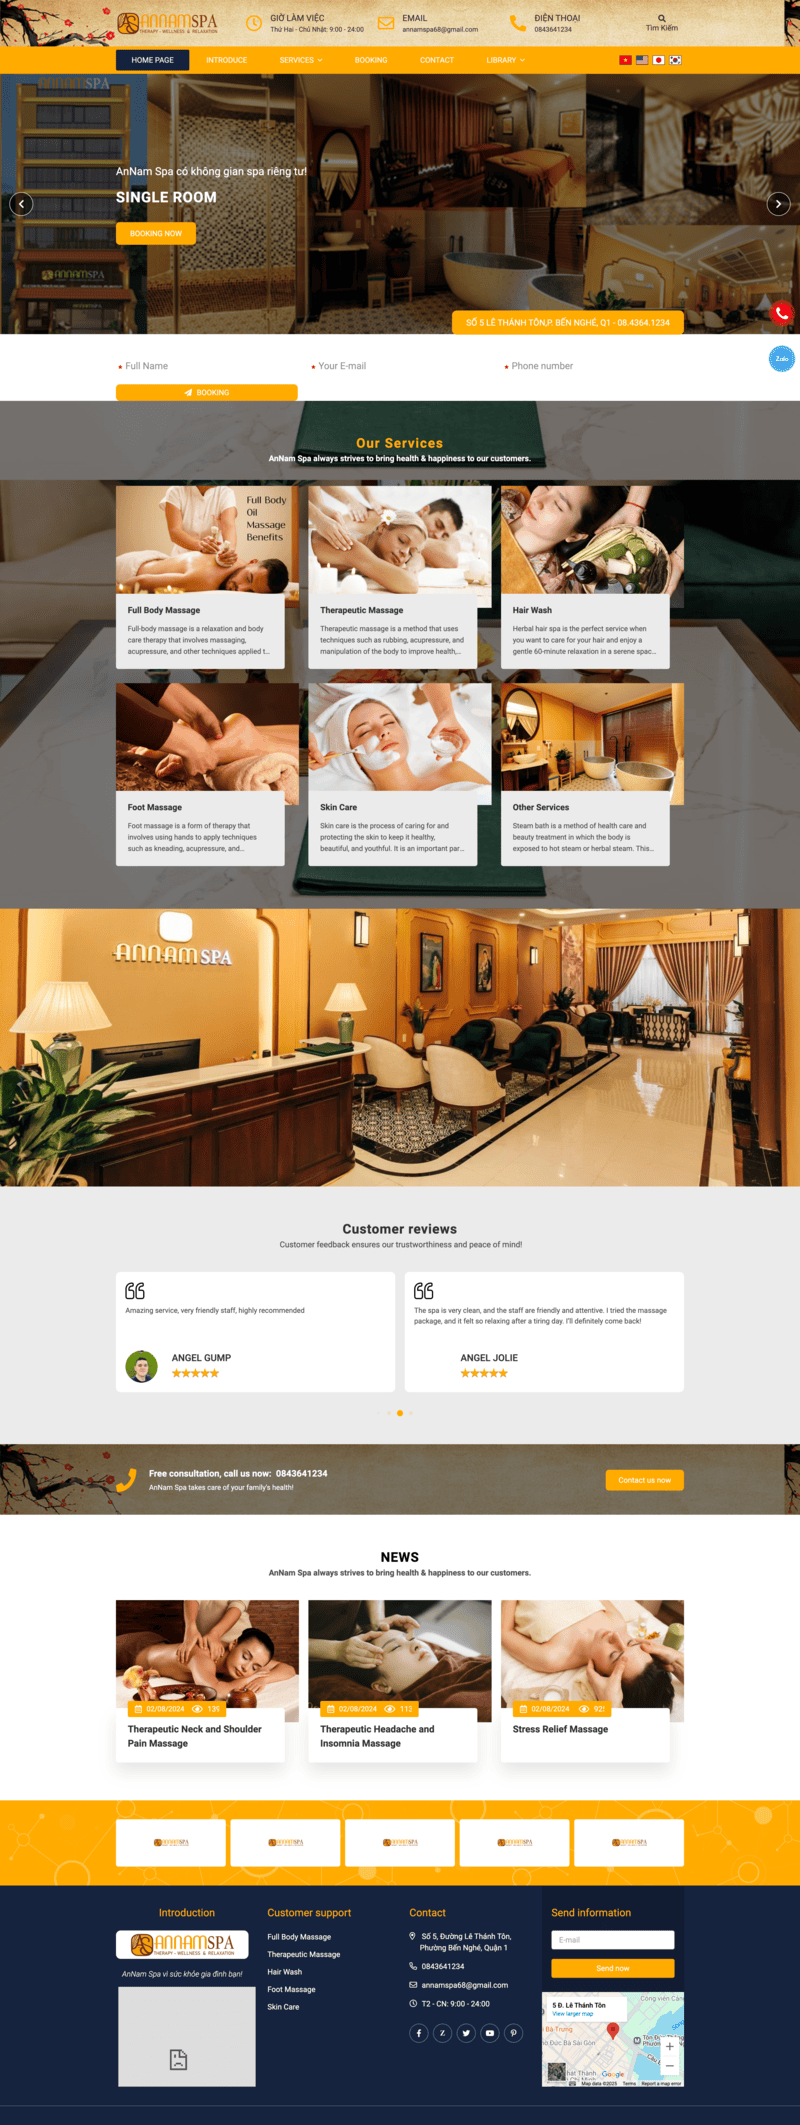 ANNAMSPA
THERAPY - WELLNESS & RELAXATION
GIỜ LÀM VIỆC
Thứ Hai - Chủ Nhật: 9:00 - 24:00
EMAIL
annamspa68@gmail.com
ĐIỆN THOẠI
0843641234
Tìm Kiếm
HOME PAGE
INTRODUCE
SERVICES
BOOKING
CONTACT
LIBRARY
ANNAMSPA
AnNam Spa có không gian spa riêng tư!
SINGLE ROOM
BOOKING NOW
ANNAMSPA
SỐ 5 LÊ THÁNH TÔN,P. BẾN NGHÉ, Q1 - 08.4364.1234
Zalo
* Full Name
* Your E-mail
* Phone number
BOOKING
Our Services
AnNam Spa always strives to bring health & happiness to our customers.
Full Body
Oil
Massage
Benefits
Full Body Massage
Full-body massage is a relaxation and body
care therapy that involves massaging,
acupressure, and other techniques applied t...
Therapeutic Massage
Therapeutic massage is a method that uses
techniques such as rubbing, acupressure, and
manipulation of the body to improve health,...
Hair Wash
Herbal hair spa is the perfect service when
you want to care for your hair and enjoy a
gentle 60-minute relaxation in a serene spac...
Foot Massage
Foot massage is a form of therapy that
involves using hands to apply techniques
such as kneading, acupressure, and...
Skin Care
Skin care is the process of caring for and
protecting the skin to keep it healthy,
beautiful, and youthful. It is an important par...
Other Services
Steam bath is a method of health care and
beauty treatment in which the body is
exposed to hot steam or herbal steam. This...
ANNAM SPA
Customer reviews
Customer feedback ensures our trustworthiness and peace of mind!
Amazing service, very friendly staff, highly recommended
ANGEL GUMP
The spa is very clean, and the staff are friendly and attentive. I tried the massage
package, and it felt so relaxing after a tiring day. I'll definitely come back!
ANGEL JOLIE
Free consultation, call us now: 0843641234
AnNam Spa takes care of your family's health!
Contact us now
NEWS
AnNam Spa always strives to bring health & happiness to our customers.
02/08/2024
Therapeutic Neck and Shoulder
Pain Massage
02/08/2024
Therapeutic Headache and
Insomnia Massage
02/08/2024
Stress Relief Massage
ANNAMSPA
ANNAMSPA
ANNAMSPA
ANNAMSPA
ANNAMSPA
Introduction
ANNAMSPA
THERAPY - WELLNESS & RELAXATION
AnNam Spa vì sức khỏe gia đình bạn!
Customer support
Full Body Massage
Therapeutic Massage
Hair Wash
Foot Massage
Skin Care
Contact
Số 5, Đường Lê Thánh Tôn,
Phường Bến Nghé, Quận 1
0843641234
annamspa68@gmail.com
T2 - CN: 9:00 - 24:00
Send information
E-mail
Send now
5 Đ. Lê Thánh Tôn
View larger map
Google
Map data ©2025
Terms
Report a map error